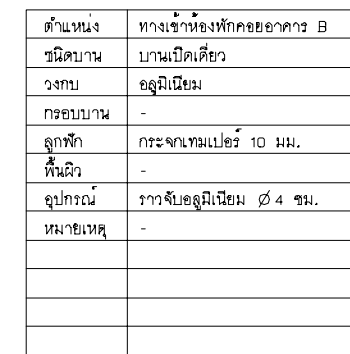 ตำแหน่ง ทางเข้าห้องพักคอยอาคาร B
ชนิดบาน บานเปิดเดี่ยว
วงกบ อลูมิเนียม
กรอบบาน -
ลูกฟัก กระจกเทมเปอร์ 10 มม.
พื้นผิว -
อุปกรณ์ ราวจับอลูมิเนียม Ø 4 ซม.
หมายเหตุ -